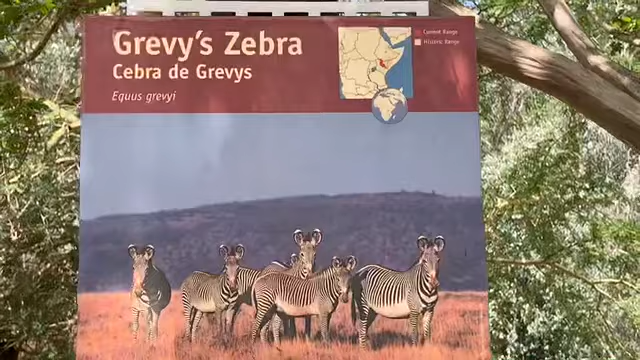 Grevy's Zebra
Cebra de Grevys
Equus grevyi
Current Range
Historic Range